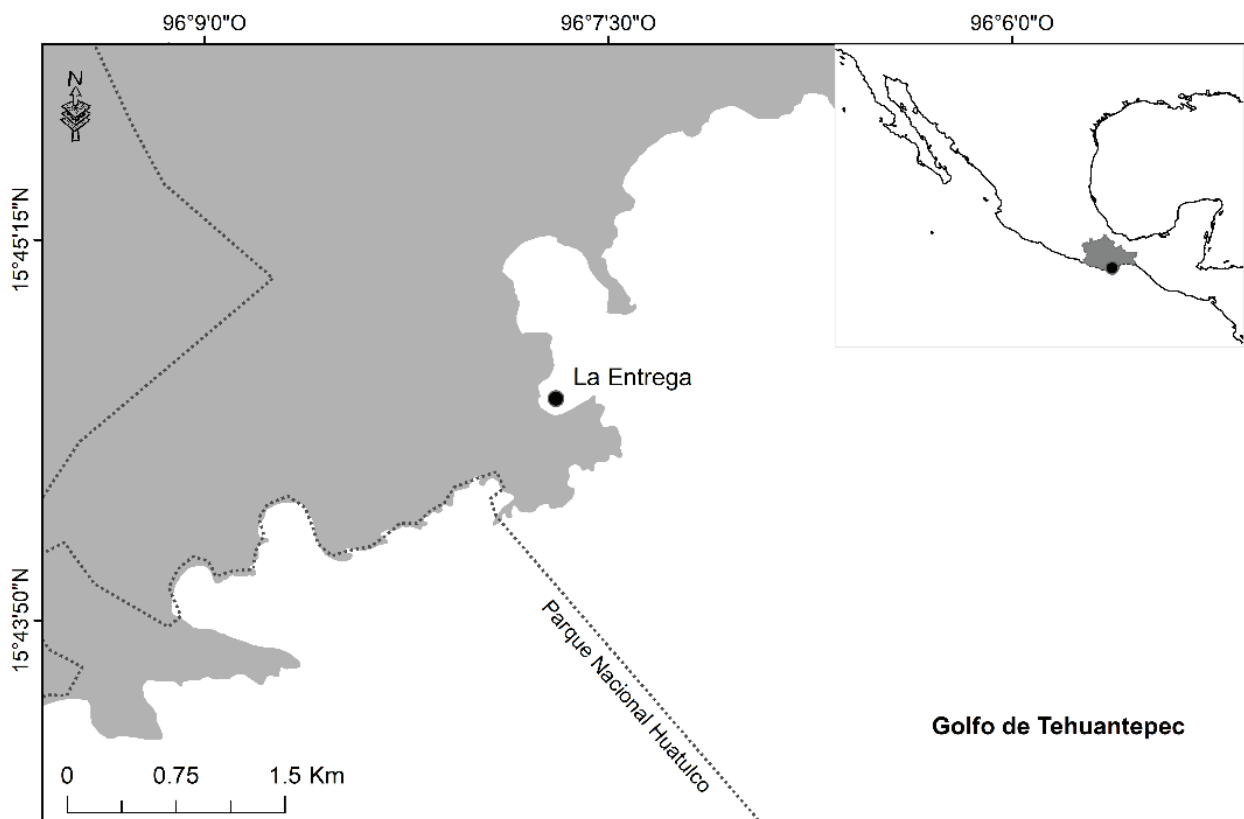 96°9'0"O
96°7'30"O
96°6'0"O
N
15°45'15"N
La Entrega
15°43'50"N
Parque Nacional Huatulco
Golfo de Tehuantepec
0 0.75 1.5 Km